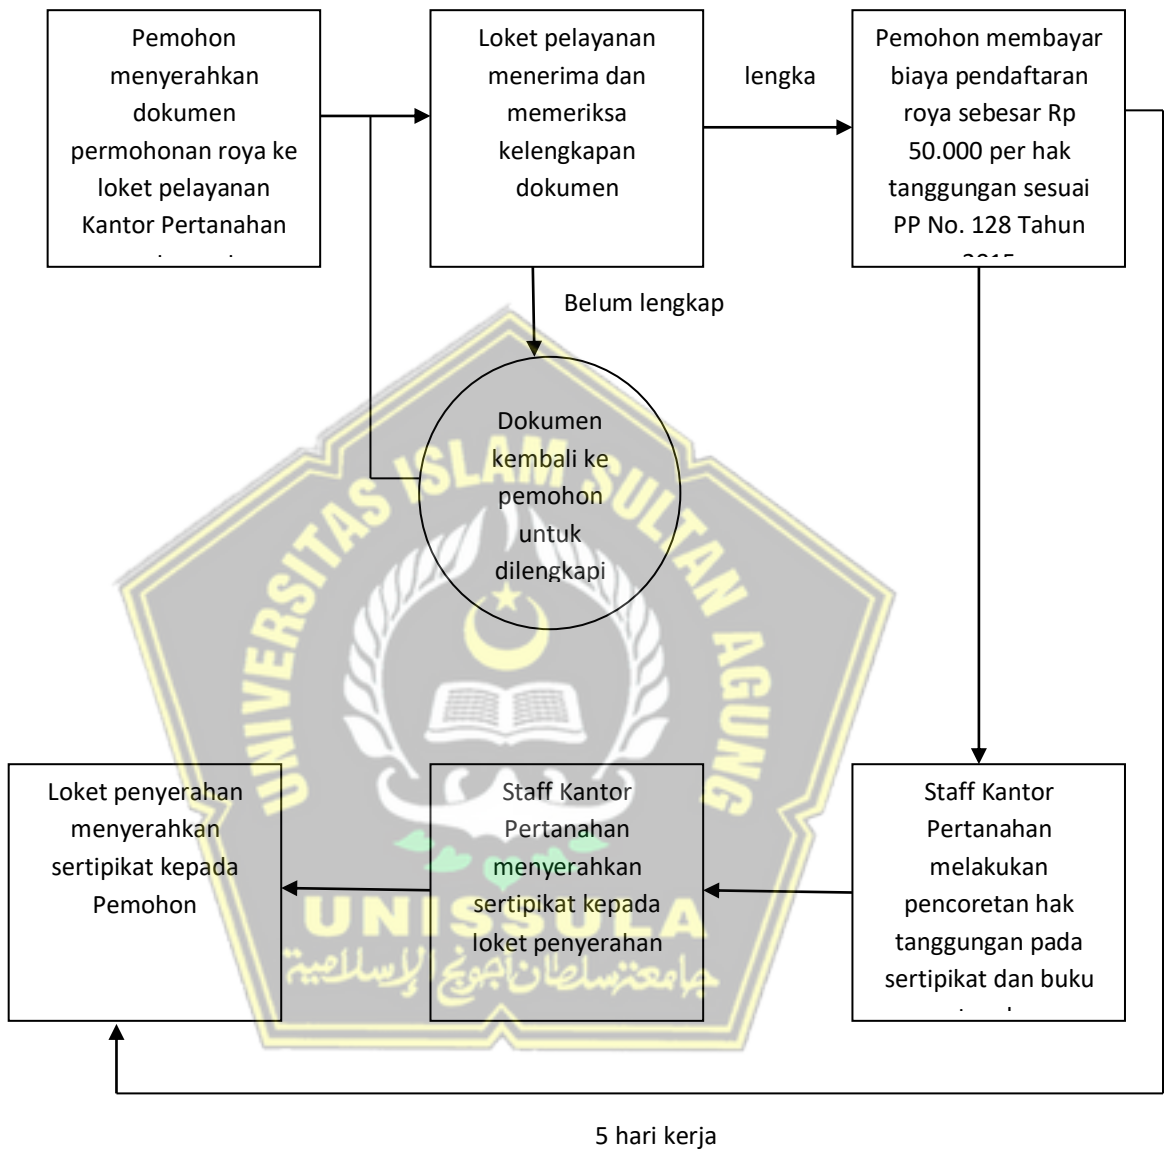 Pemohon
menyerahkan
dokumen
permohonan roya ke
loket pelayanan
Kantor Pertanahan
Loket pelayanan
menerima dan
memeriksa
kelengkapan
dokumen
lengka
Pemohon membayar
biaya pendaftaran
roya sebesar Rp
50.000 per hak
tanggungan sesuai
PP No. 128 Tahun
Belum lengkap
Dokumen
kembali ke
pemohon
untuk
dilengkapi
UNIVERSITAS ISLAM SULTAN AGUNG
Loket penyerahan
menyerahkan
sertipikat kepada
Pemohon
Staff Kantor
Pertanahan
menyerahkan
sertipikat kepada
loket penyerahan
Staff Kantor
Pertanahan
melakukan
pencoretan hak
tanggungan pada
sertipikat dan buku
UNISSULA
جامعة سلطان أجونج الإسلامية
5 hari kerja